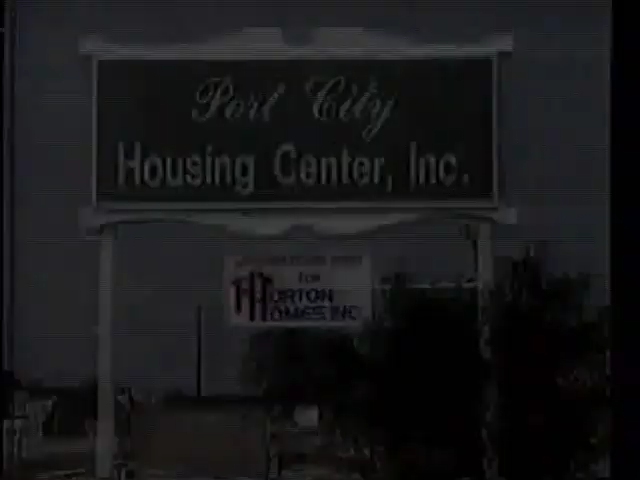 Port City
Housing Center, Inc.
FOR
HORTON
HOMES, INC.